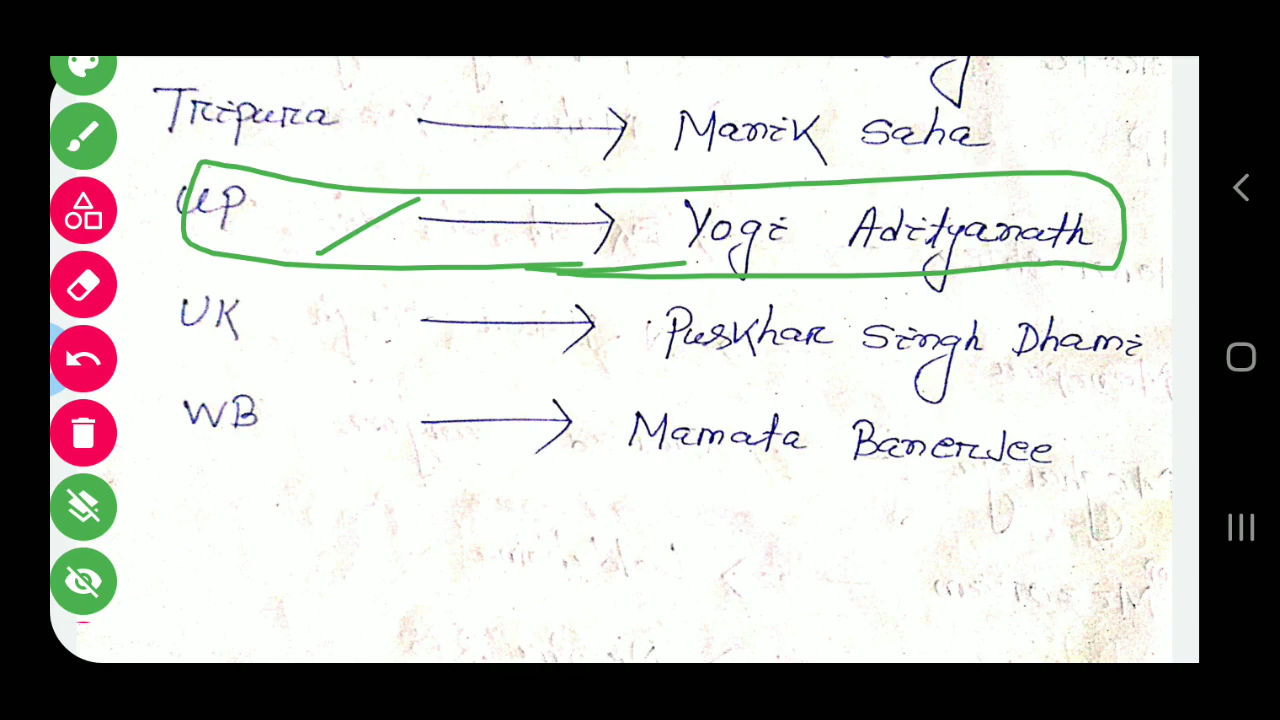 Tripura → Manik Saha
UP → Yogi Adityanath
UK → Puskhar Singh Dhami
WB → Mamata Banerjee